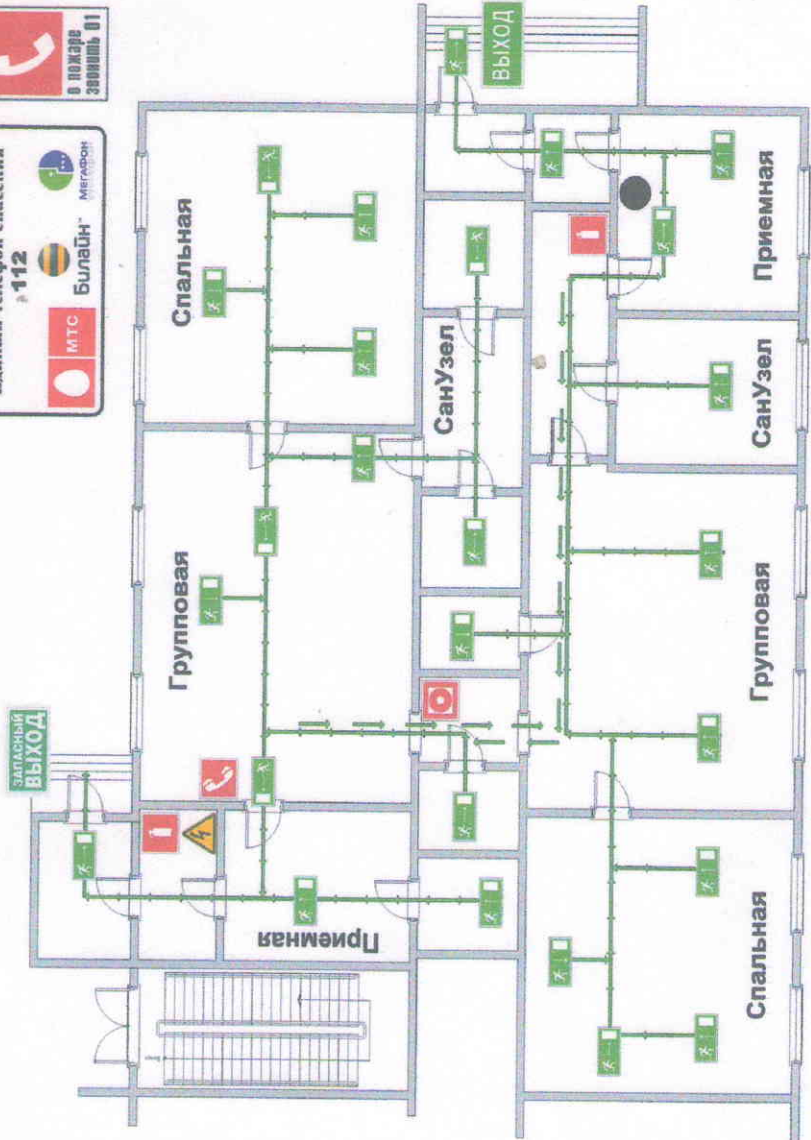 112
МТС
Билайн
МЕГАФОН
О пожаре
звонить 01
ЗАПАСНЫЙ
ВЫХОД
ВЫХОД
Приемная
Групповая
Спальная
СанУзел
Спальная
Групповая
СанУзел
Приемная